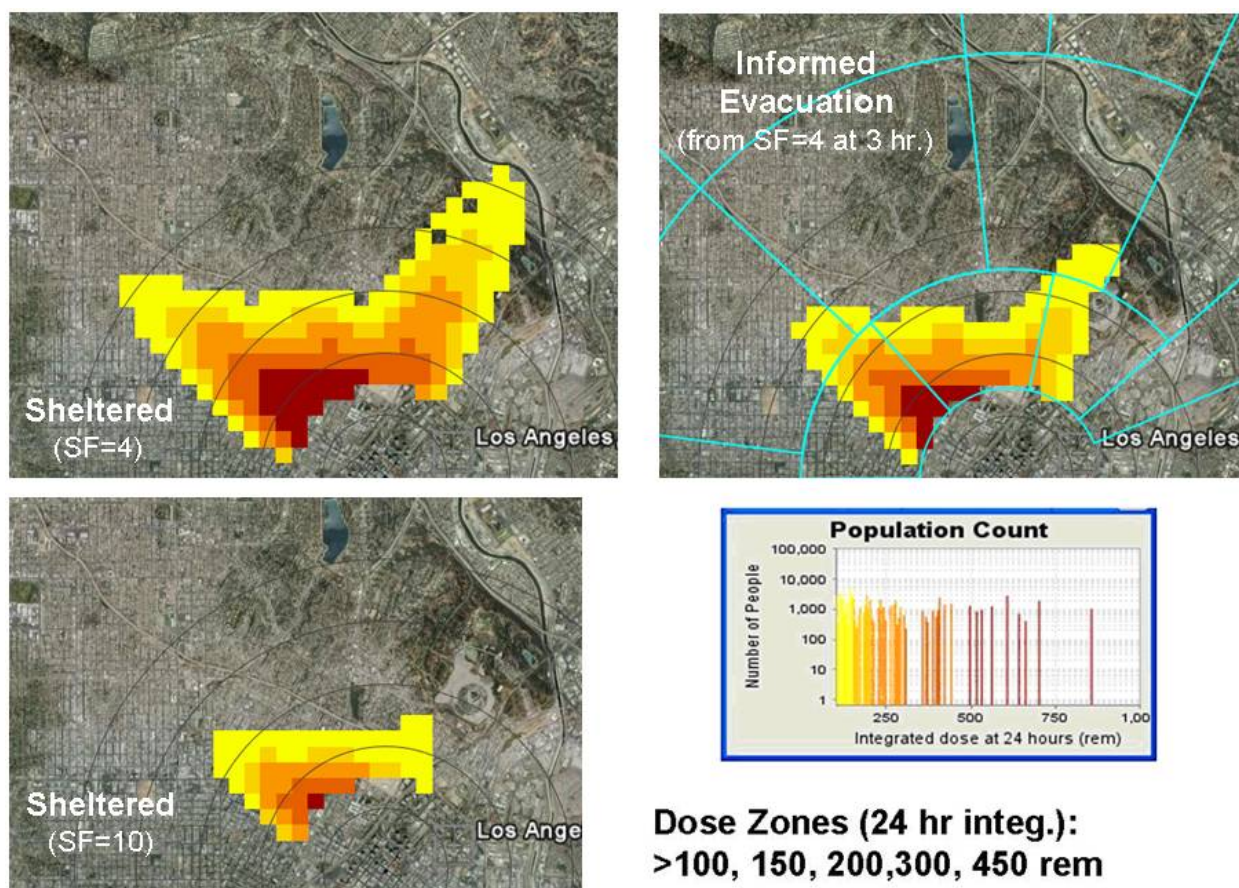 Sheltered
(SF=4)
Los Angeles
Informed
Evacuation
(from SF=4 at 3 hr.)
Los Angeles
Sheltered
(SF=10)
Los Ange
Population Count
Number of People
100,000
10,000
1,000
100
10
1
250
500
750
1,00
Integrated dose at 24 hours (rem)
Dose Zones (24 hr integ.):
>100, 150, 200,300, 450 rem